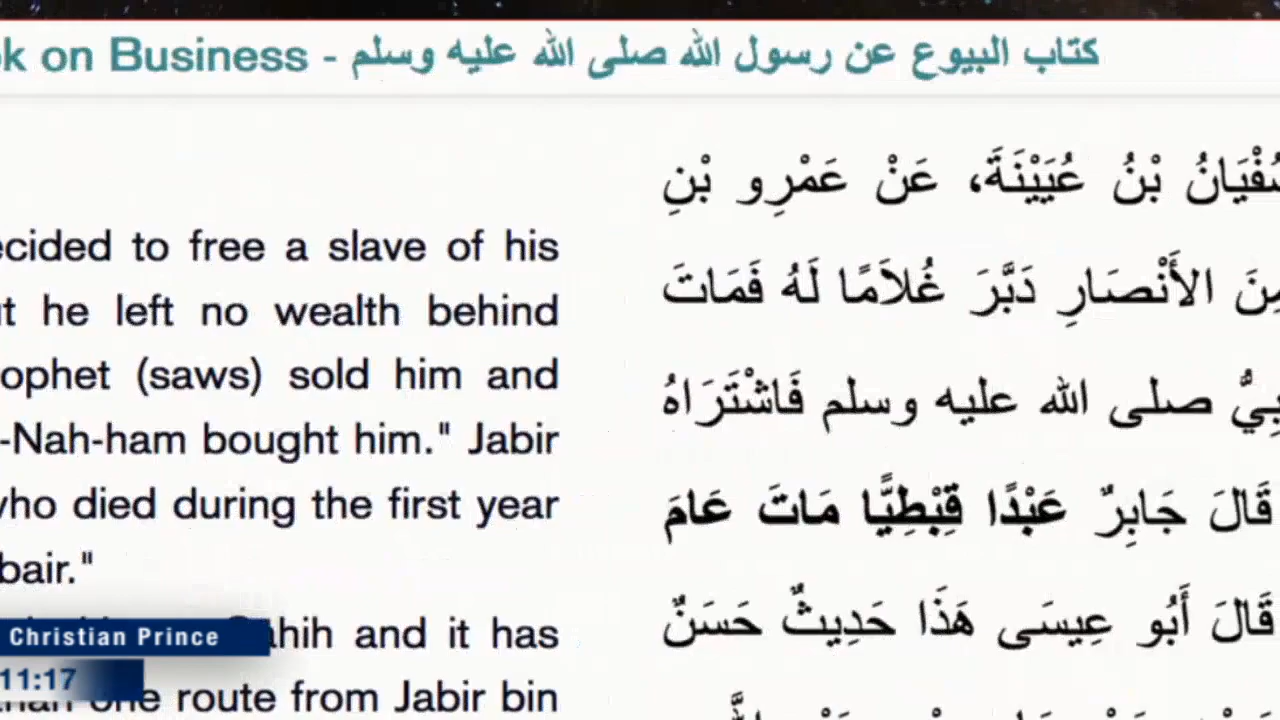 ok on Business - كتاب البيوع عن رسول الله صلى الله عليه وسلم
ecided to free a slave of his
ut he left no wealth behind
ophet (saws) sold him and
-Nah-ham bought him." Jabir
who died during the first year
bair."
ahih and it has
than one route from Jabir bin
سُفْيَانُ بْنُ عُيَيْنَةَ، عَنْ عَمْرِو بْنِ
مِنَ الأَنْصَارِ دَبَّرَ غُلاَمًا لَهُ فَمَاتَ
بِيُّ صلى الله عليه وسلم فَاشْتَرَاهُ
قَالَ جَابِرٌ عَبْدًا قِبْطِيًّا مَاتَ عَامَ
قَالَ أَبُو عِيسَى هَذَا حَدِيثٌ حَسَنٌ
Christian Prince
11:17